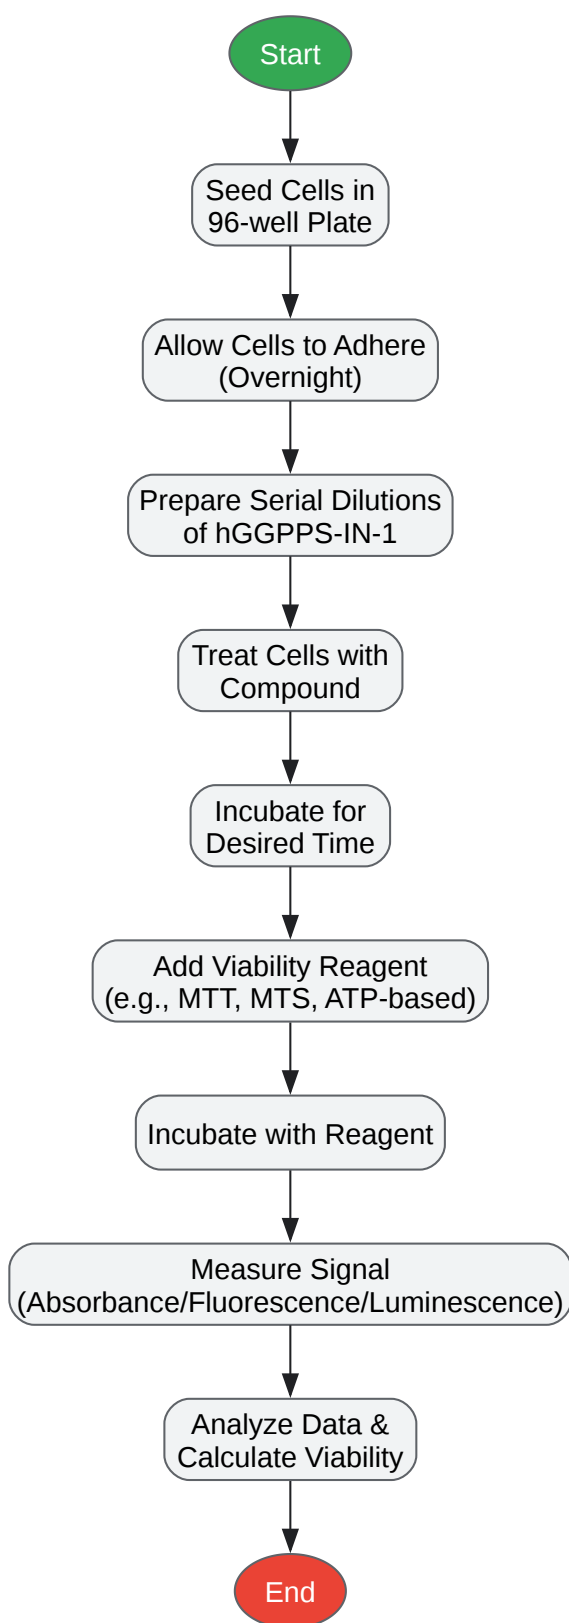 Start
Seed Cells in
96-well Plate
Allow Cells to Adhere
(Overnight)
Prepare Serial Dilutions
of hGGPPS-IN-1
Treat Cells with
Compound
Incubate for
Desired Time
Add Viability Reagent
(e.g., MTT, MTS, ATP-based)
Incubate with Reagent
Measure Signal
(Absorbance/Fluorescence/Luminescence)
Analyze Data &
Calculate Viability
End